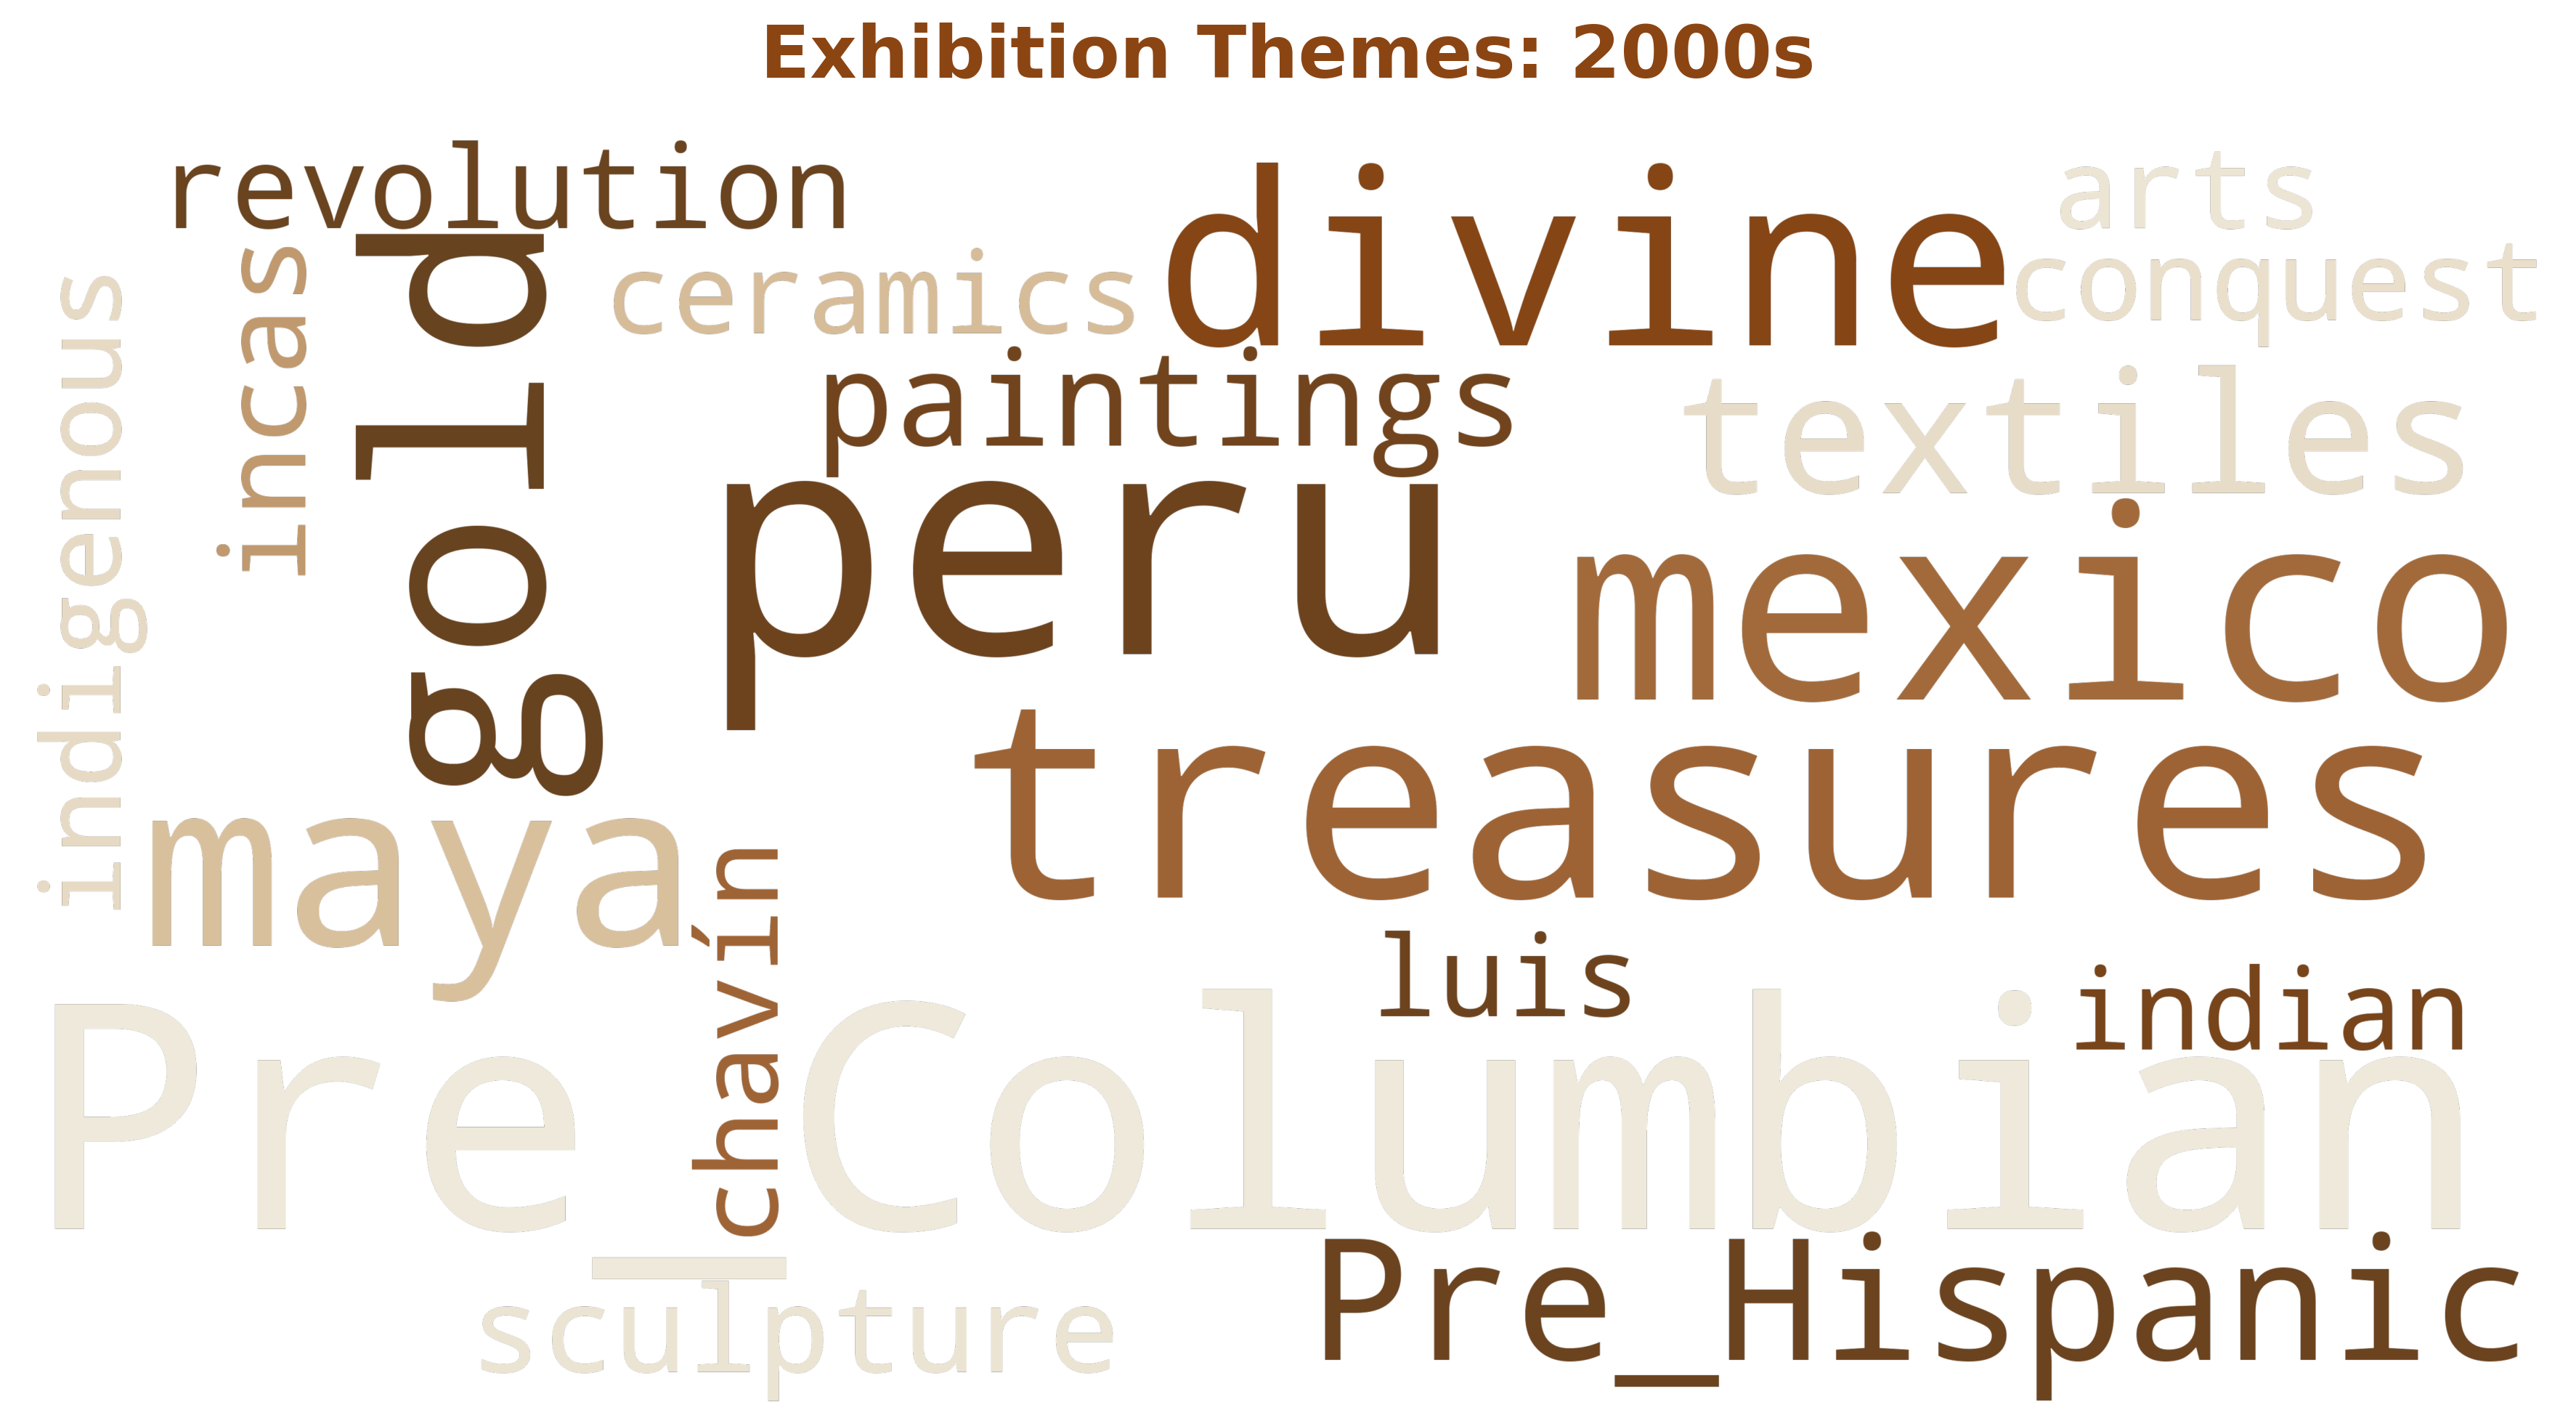 Exhibition Themes: 2000s
revolution
divine
arts
conquest
incas
gold
ceramics
indigenous
paintings
textiles
peru
mexico
treasures
maya
chavín
luis
indian
Pre_Columbian
Pre_Hispanic
sculpture